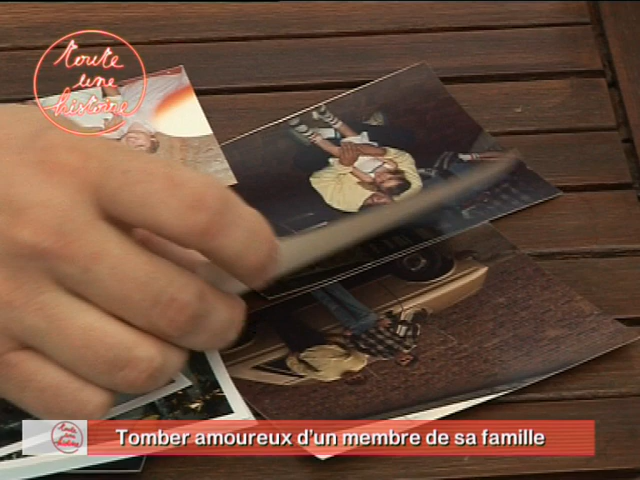 toute
une
histoire
Tomber amoureux d'un membre de sa famille